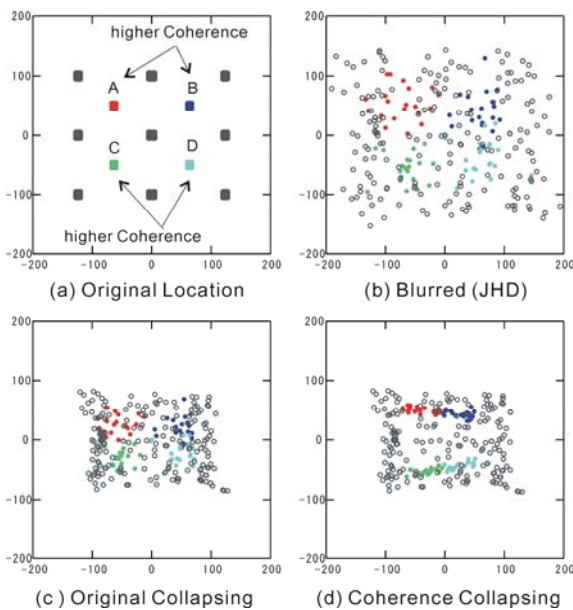 200
higher Coherence
100
A
B
0
C
D
-100
higher Coherence
-200
-200 -100 0 100 200
(a) Original Location
200
100
0
-100
-200
-200 -100 0 100 200
(b) Blurred (JHD)
200
100
0
-100
-200
-200 -100 0 100 200
(c) Original Collapsing
200
100
0
-100
-200
-200 -100 0 100 200
(d) Coherence Collapsing